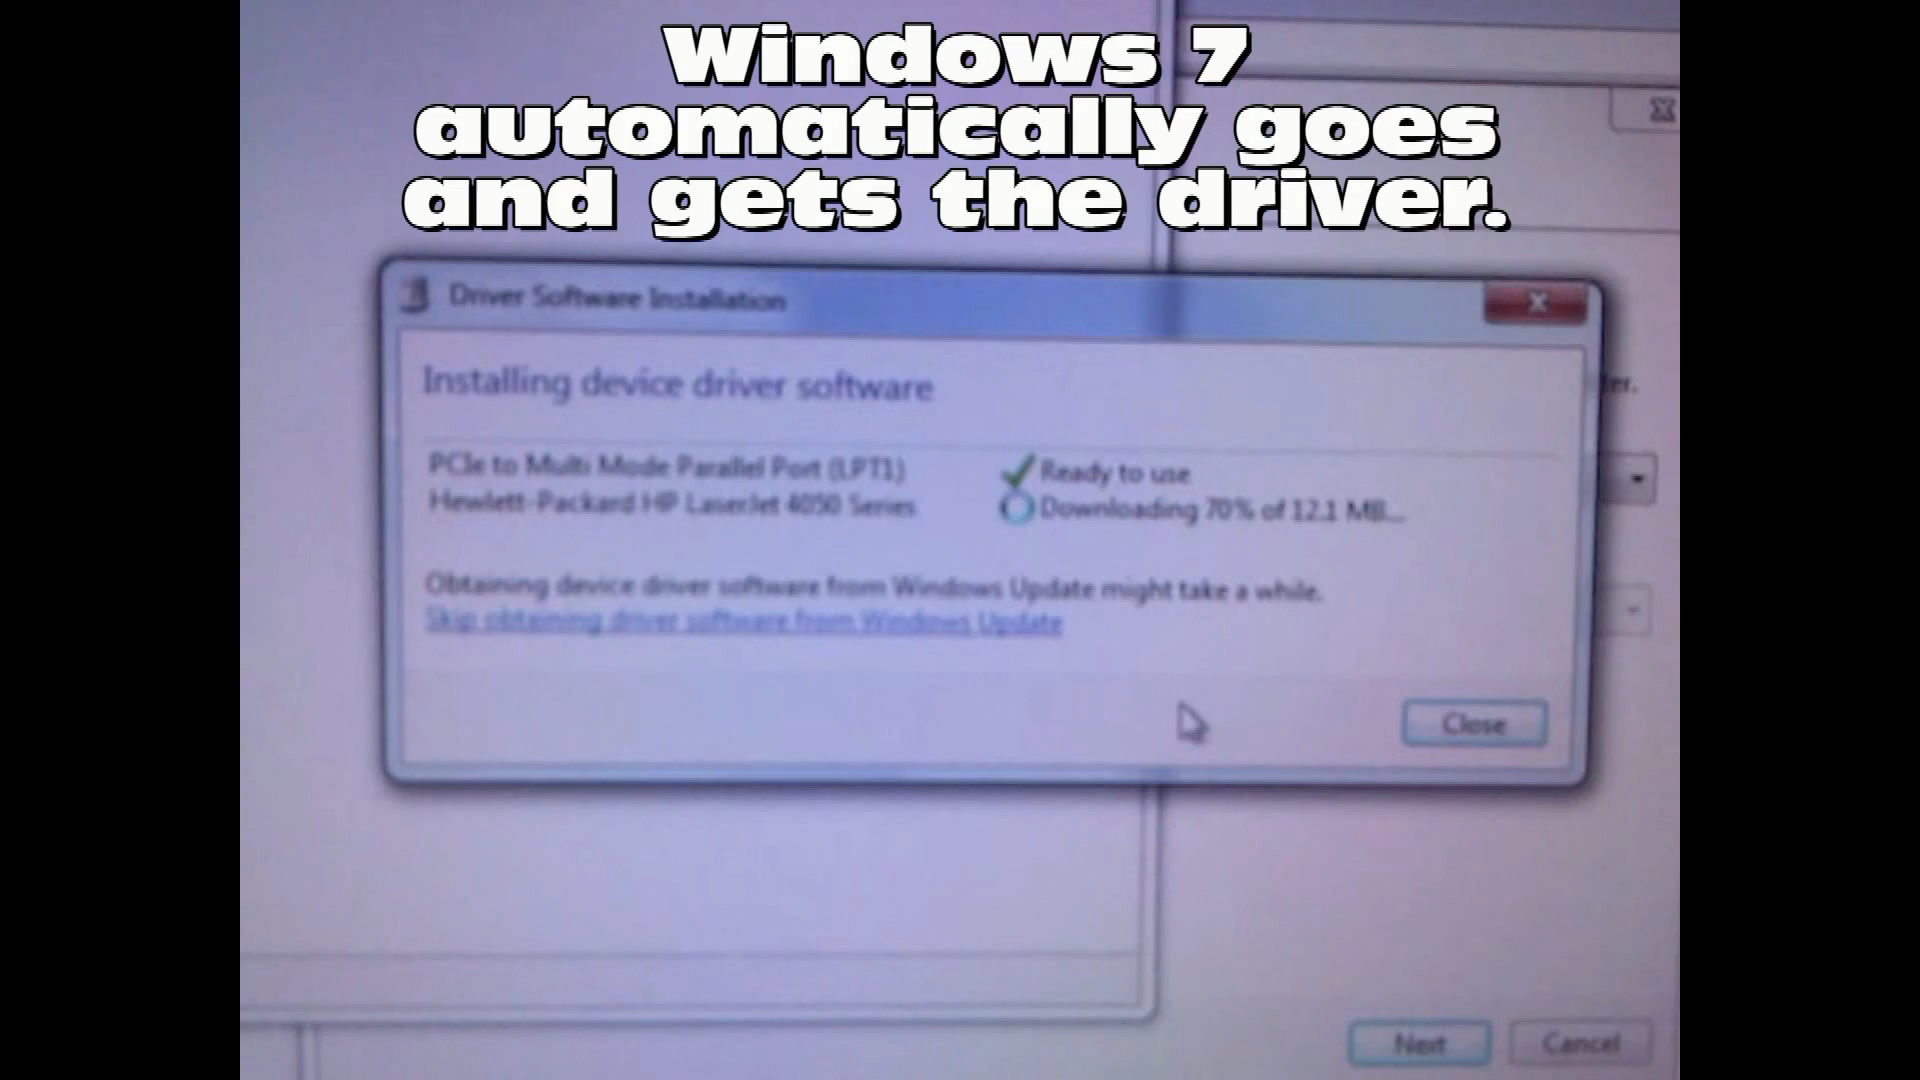 Windows 7
automatically goes
and gets the driver.
Driver Software Installation
Installing device driver software
PCIe to Multi Mode Parallel Port (LPT1) Ready to use
Hewlett-Packard HP LaserJet 4050 Series Downloading 70% of 12.1 MB...
Obtaining device driver software from Windows Update might take a while.
Skip obtaining driver software from Windows Update
Close
Next Cancel